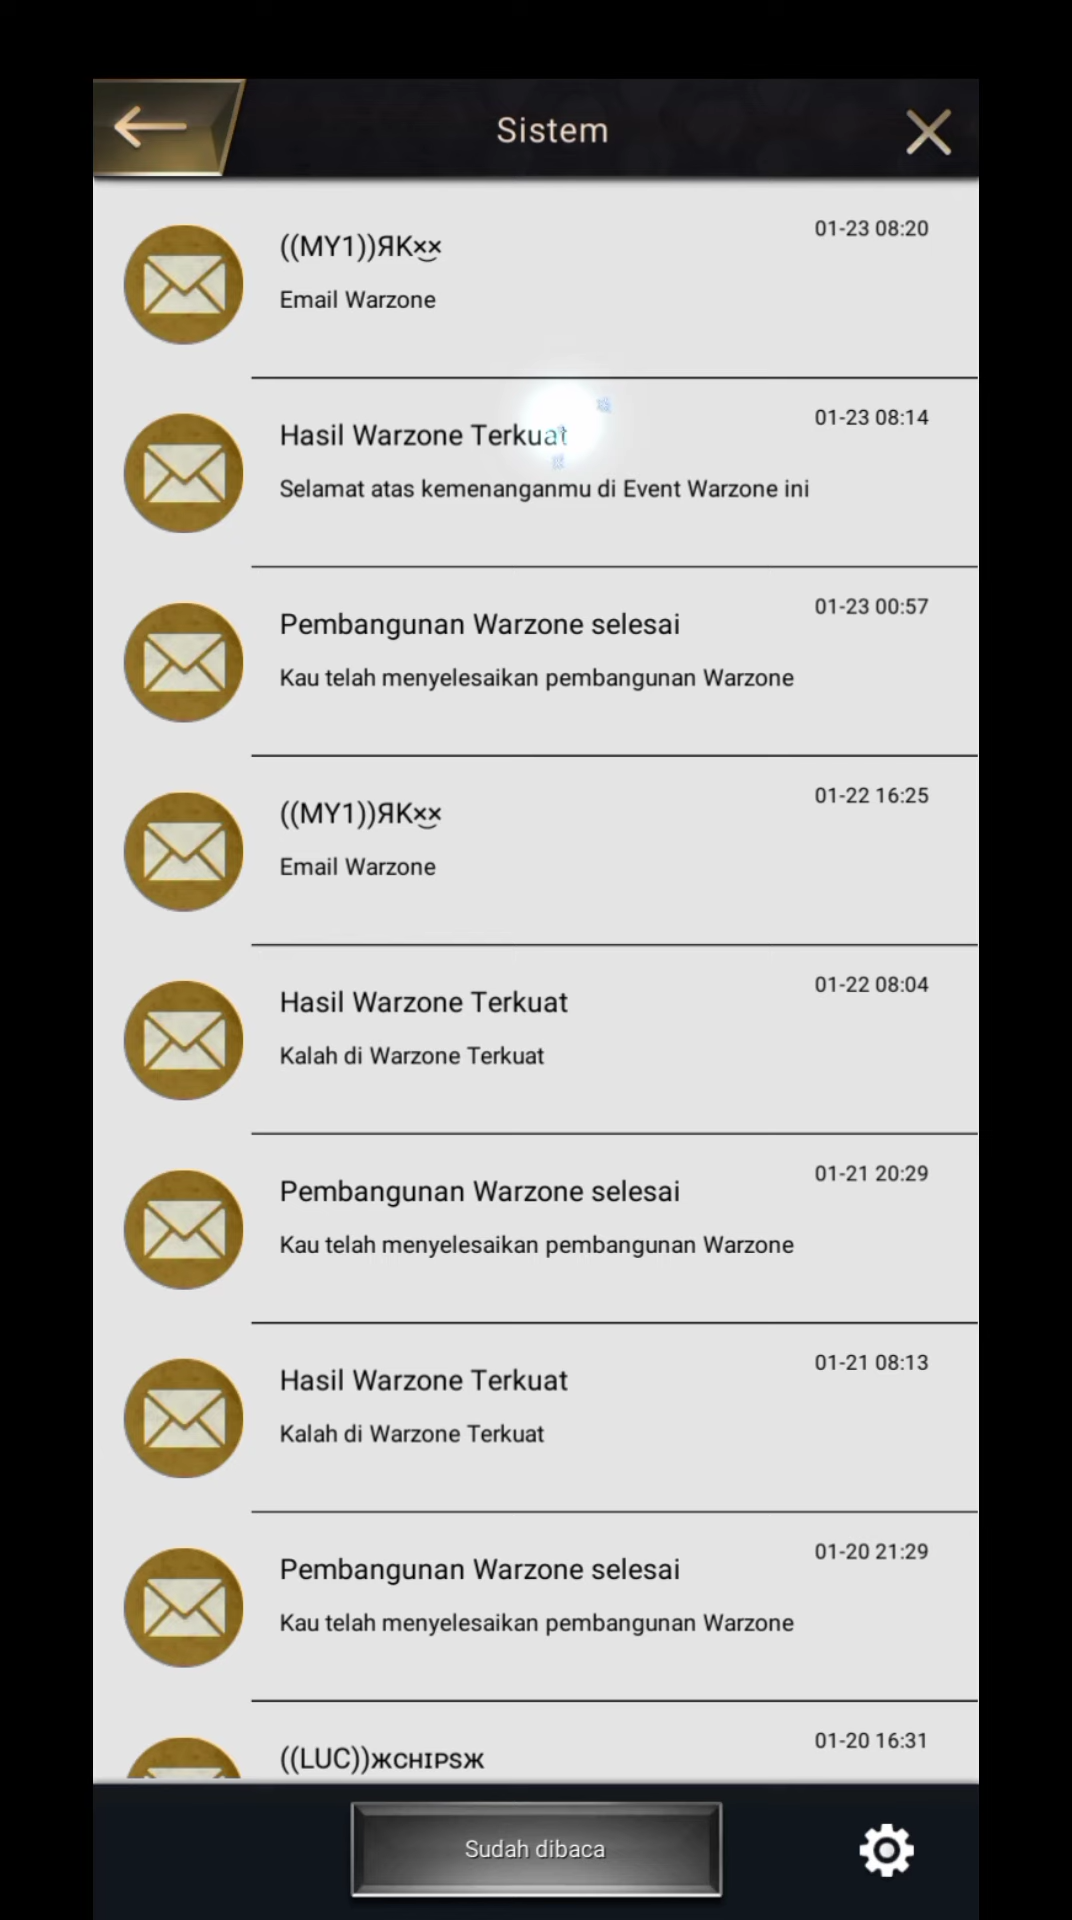 Sistem
((MY1))ЯK×͜×
01-23 08:20
Email Warzone
Hasil Warzone Terkuat
01-23 08:14
Selamat atas kemenanganmu di Event Warzone ini
Pembangunan Warzone selesai
01-23 00:57
Kau telah menyelesaikan pembangunan Warzone
((MY1))ЯK×͜×
01-22 16:25
Email Warzone
Hasil Warzone Terkuat
01-22 08:04
Kalah di Warzone Terkuat
Pembangunan Warzone selesai
01-21 20:29
Kau telah menyelesaikan pembangunan Warzone
Hasil Warzone Terkuat
01-21 08:13
Kalah di Warzone Terkuat
Pembangunan Warzone selesai
01-20 21:29
Kau telah menyelesaikan pembangunan Warzone
((LUC))жᴄʜɪᴘsж
01-20 16:31
Sudah dibaca